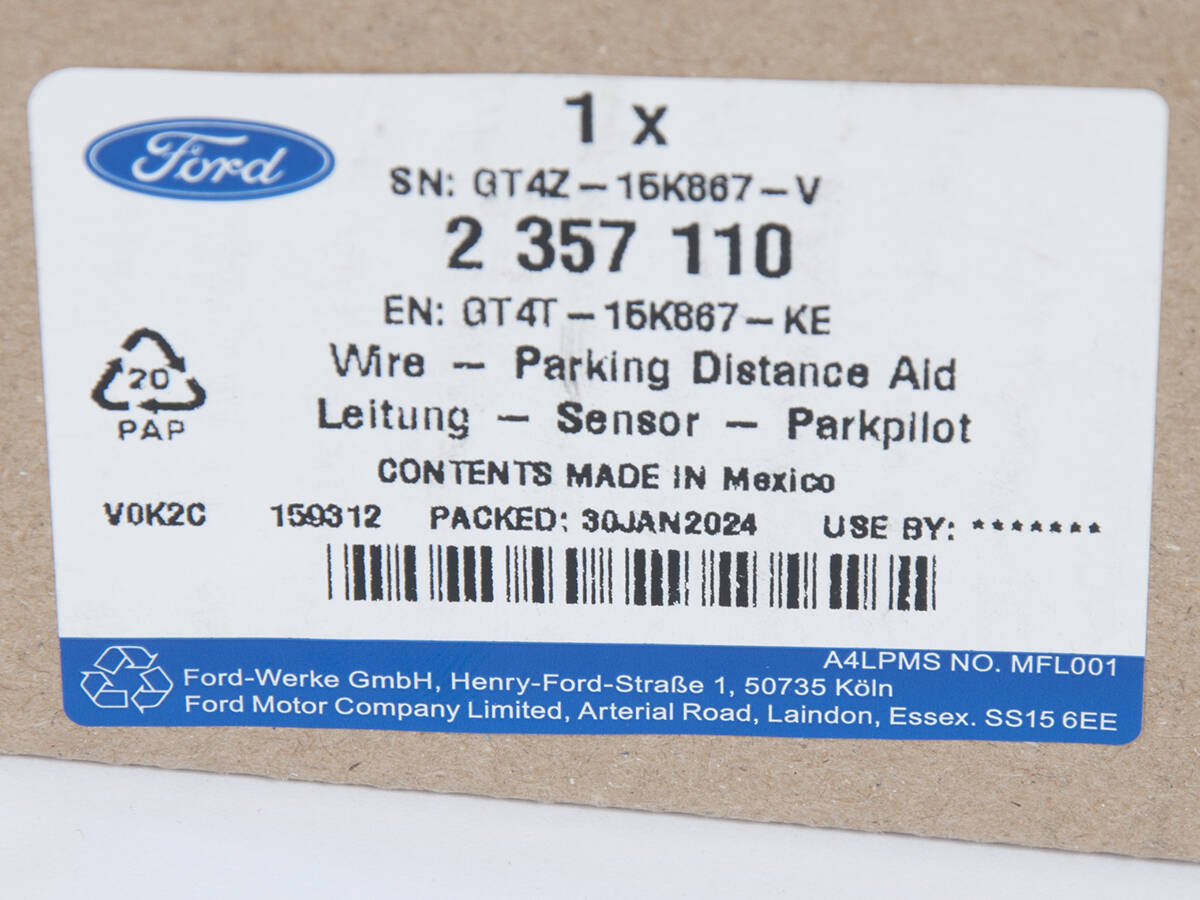 Ford
1 x
SN: GT4Z-15K867-V
2 357 110
EN: GT4T-15K867-KE
Wire - Parking Distance Aid
Leitung - Sensor - Parkpilot
20
PAP
CONTENTS MADE IN Mexico
V0K2C 159312 PACKED: 30JAN2024 USE BY: *******
A4LPMS NO. MFL001
Ford-Werke GmbH, Henry-Ford-Straße 1, 50735 Köln
Ford Motor Company Limited, Arterial Road, Laindon, Essex. SS15 6EE